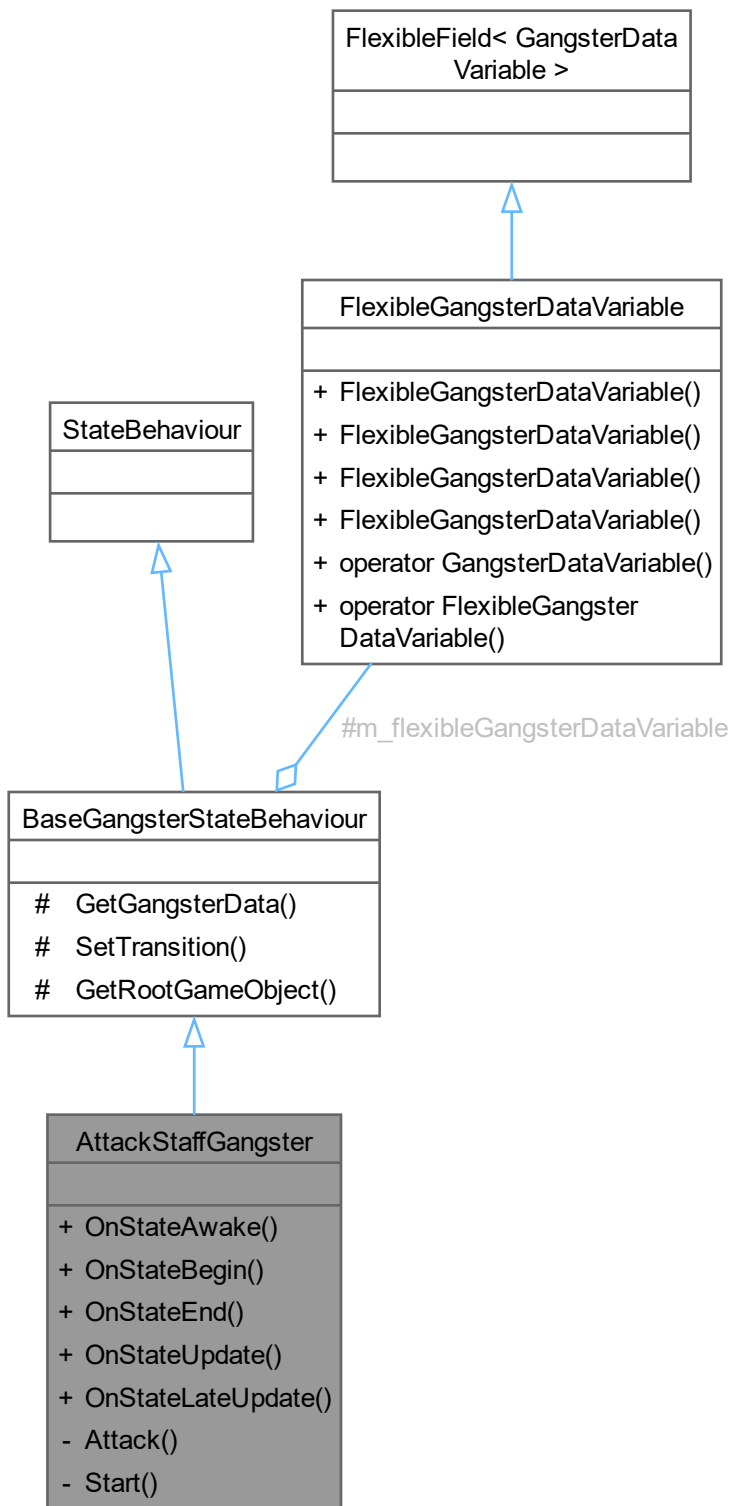 FlexibleField< GangsterData
Variable >
FlexibleGangsterDataVariable
+ FlexibleGangsterDataVariable()
+ FlexibleGangsterDataVariable()
+ FlexibleGangsterDataVariable()
+ FlexibleGangsterDataVariable()
+ operator GangsterDataVariable()
+ operator FlexibleGangster
DataVariable()
StateBehaviour
#m_flexibleGangsterDataVariable
BaseGangsterStateBehaviour
# GetGangsterData()
# SetTransition()
# GetRootGameObject()
AttackStaffGangster
+ OnStateAwake()
+ OnStateBegin()
+ OnStateEnd()
+ OnStateUpdate()
+ OnStateLateUpdate()
- Attack()
- Start()